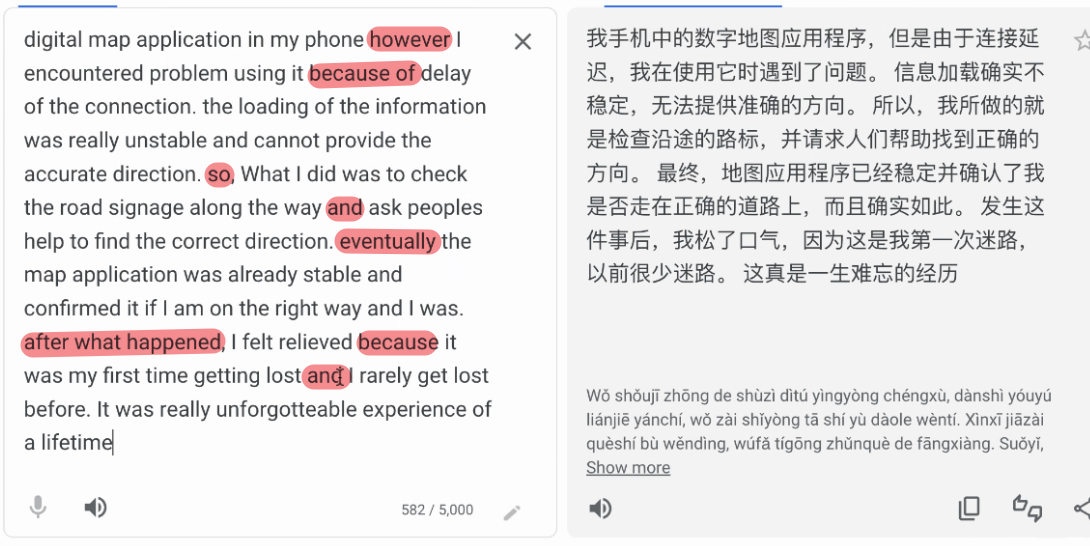 digital map application in my phone however I
encountered problem using it because of delay
of the connection. the loading of the information
was really unstable and cannot provide the
accurate direction. so, What I did was to check
the road signage along the way and ask peoples
help to find the correct direction. eventually the
map application was already stable and
confirmed it if I am on the right way and I was.
after what happened, I felt relieved because it
was my first time getting lost and I rarely get lost
before. It was really unforgotteable experience of
a lifetime
582 / 5,000
我手机中的数字地图应用程序，但是由于连接延
迟，我在使用它时遇到了问题。 信息加载确实不
稳定，无法提供准确的方向。 所以，我所做的就
是检查沿途的路标，并请求人们帮助找到正确的
方向。 最终，地图应用程序已经稳定并确认了我
是否走在正确的道路上，而且确实如此。 发生这
件事后，我松了口气，因为这是我第一次迷路，
以前很少迷路。 这真是一生难忘的经历
Wǒ shǒujī zhōng de shùzì dìtú yìngyòng chéngxù, dànshì yóuyú
liánjiē yánchí, wǒ zài shǐyòng tā shí yù dàole wèntí. Xìnxī jiāzài
quèshí bù wěndìng, wúfǎ tígōng zhǔnquè de fāngxiàng. Suǒyǐ,
Show more